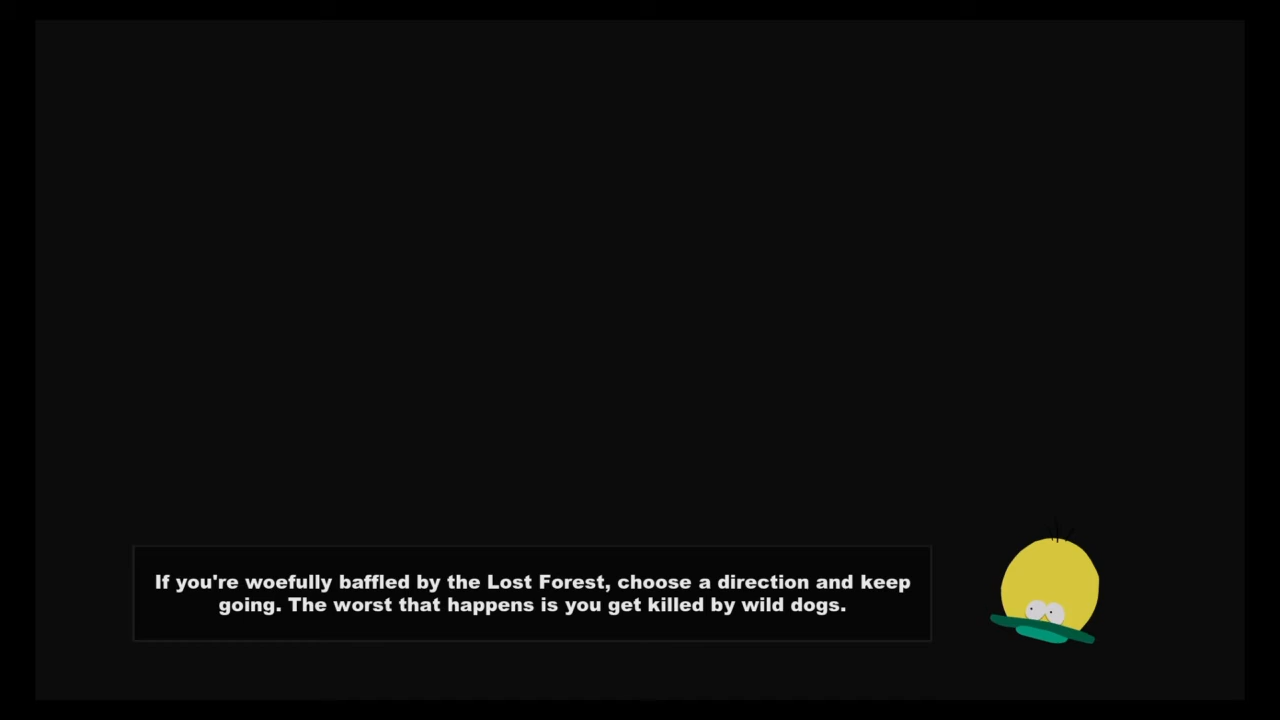 If you're woefully baffled by the Lost Forest, choose a direction and keep
going. The worst that happens is you get killed by wild dogs.